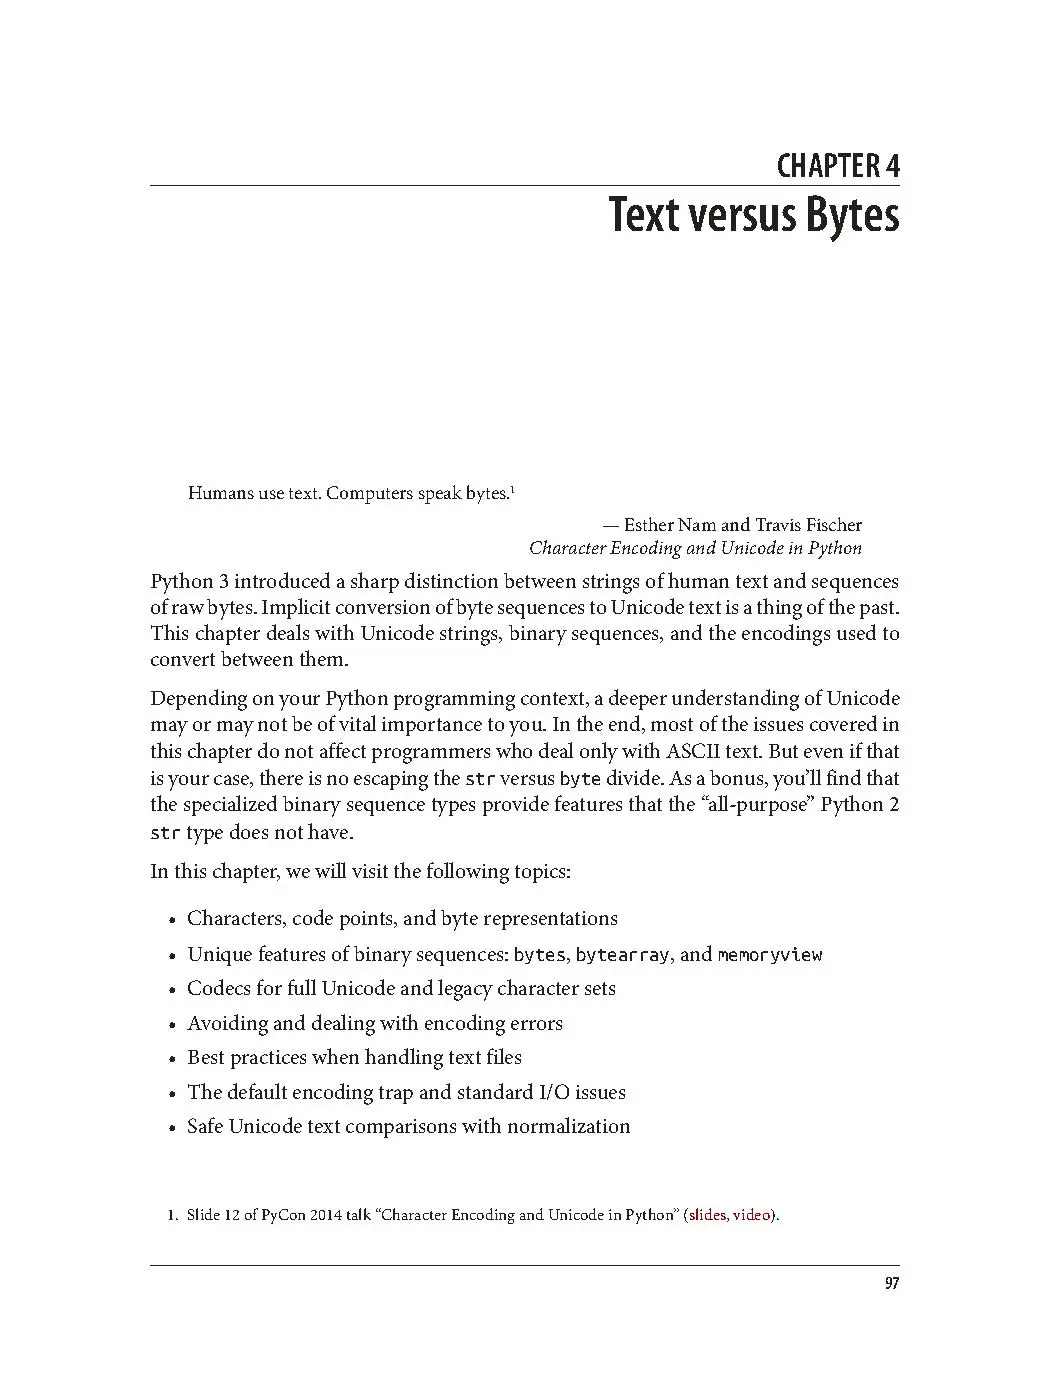 CHAPTER 4
Text versus Bytes
Humans use text. Computers speak bytes.1
— Esther Nam and Travis Fischer
Character Encoding and Unicode in Python
Python 3 introduced a sharp distinction between strings of human text and sequences
of raw bytes. Implicit conversion of byte sequences to Unicode text is a thing of the past.
This chapter deals with Unicode strings, binary sequences, and the encodings used to
convert between them.
Depending on your Python programming context, a deeper understanding of Unicode
may or may not be of vital importance to you. In the end, most of the issues covered in
this chapter do not affect programmers who deal only with ASCII text. But even if that
is your case, there is no escaping the str versus byte divide. As a bonus, you’ll find that
the specialized binary sequence types provide features that the “all-purpose” Python 2
str type does not have.
In this chapter, we will visit the following topics:
• Characters, code points, and byte representations
• Unique features of binary sequences: bytes, bytearray, and memoryview
• Codecs for full Unicode and legacy character sets
• Avoiding and dealing with encoding errors
• Best practices when handling text files
• The default encoding trap and standard I/O issues
• Safe Unicode text comparisons with normalization
1. Slide 12 of PyCon 2014 talk “Character Encoding and Unicode in Python” (slides, video).
97